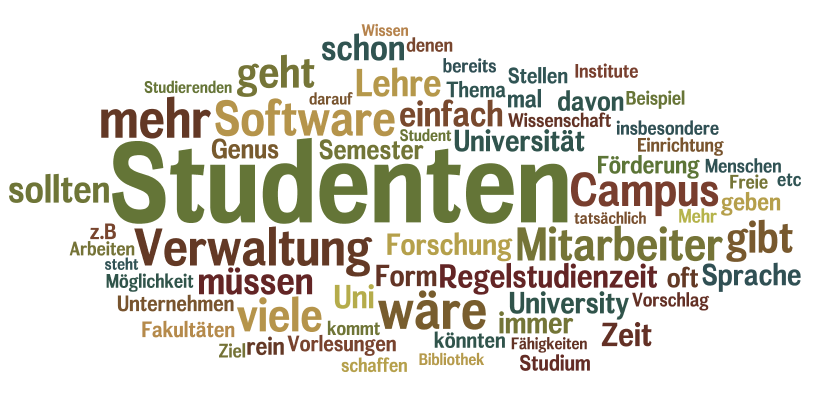 Wissen
schon denen
geht bereits
Studierenden Lehre Stellen Institute
darauf Thema mal davon Beispiel
mehr Software einfach Wissenschaft insbesondere
Genus Semester Student Universität Einrichtung
sollten Studenten Förderung Menschen
Campus Freie etc
tatsächlich Mehr geben
z.B Verwaltung Forschung Mitarbeiter gibt
Arbeiten
steht
Möglichkeit müssen Form Regelstudienzeit oft Sprache
Unternehmen viele Uni wäre University Vorschlag
Fakultäten kommt immer Zeit
Ziel rein Vorlesungen könnten Fähigkeiten
schaffen Bibliothek Studium